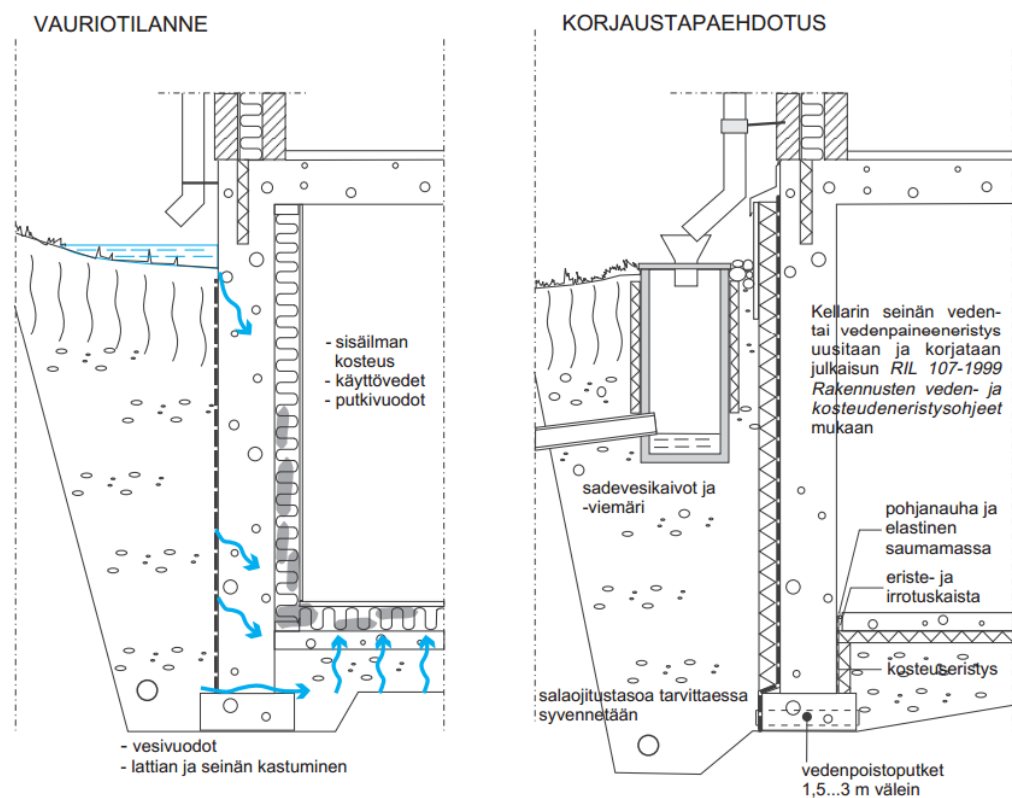 VAURIOTILANNE
- sisäilman
kosteus
- käyttövedet
- putkivuodot
- vesivuodot
- lattian ja seinän kastuminen
KORJAUSTAPAEHDOTUS
Kellarin seinän veden-
tai vedenpaineeneristys
uusitaan ja korjataan
julkaisun RIL 107-1999
Rakennusten veden- ja
kosteudeneristysohjeet
mukaan
sadevesikaivot ja
-viemäri
pohjanauha ja
elastinen
saumamassa
eriste- ja
irrotuskaista
kosteuseristys
salaojitustasoa tarvittaessa
syvennetään
vedenpoistoputket
1,5...3 m välein